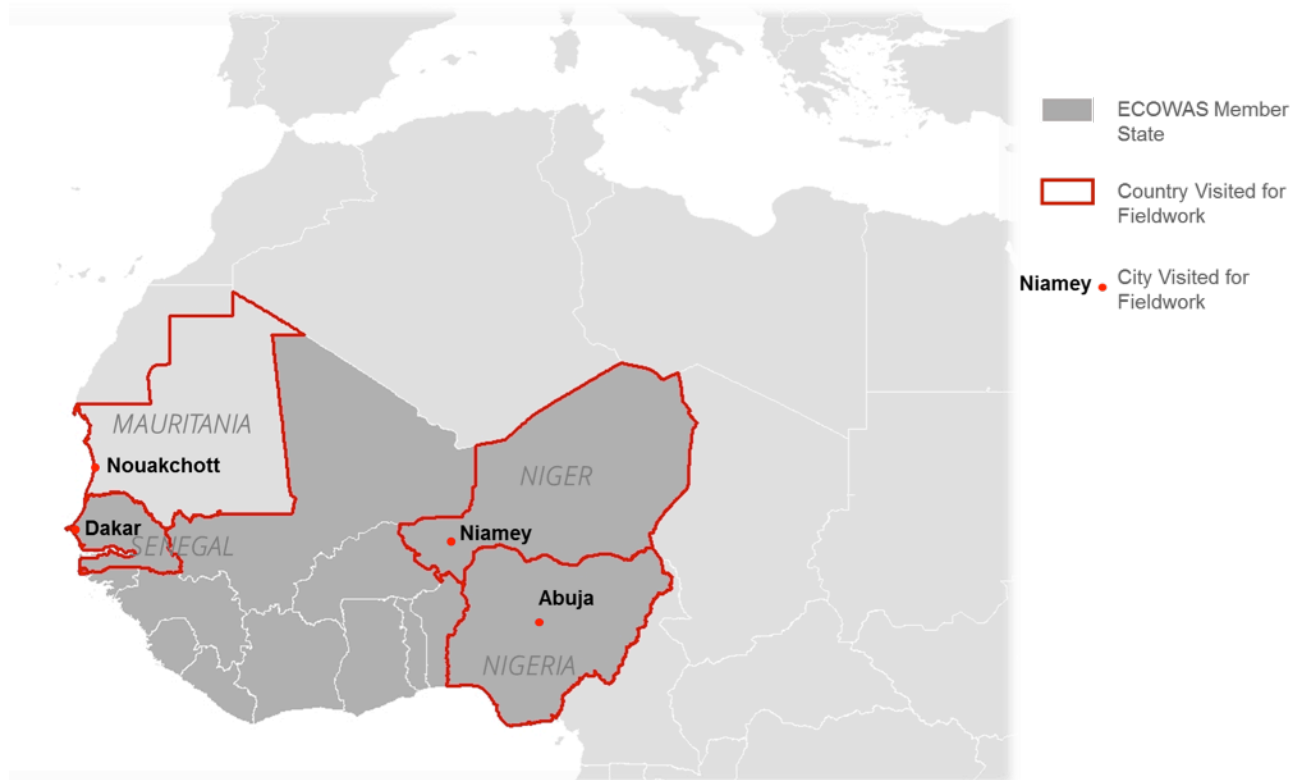 ECOWAS Member
State
Country Visited for
Fieldwork
Niamey
City Visited for
Fieldwork
MAURITANIA
Nouakchott
NIGER
Dakar
Niamey
SENEGAL
Abuja
NIGERIA